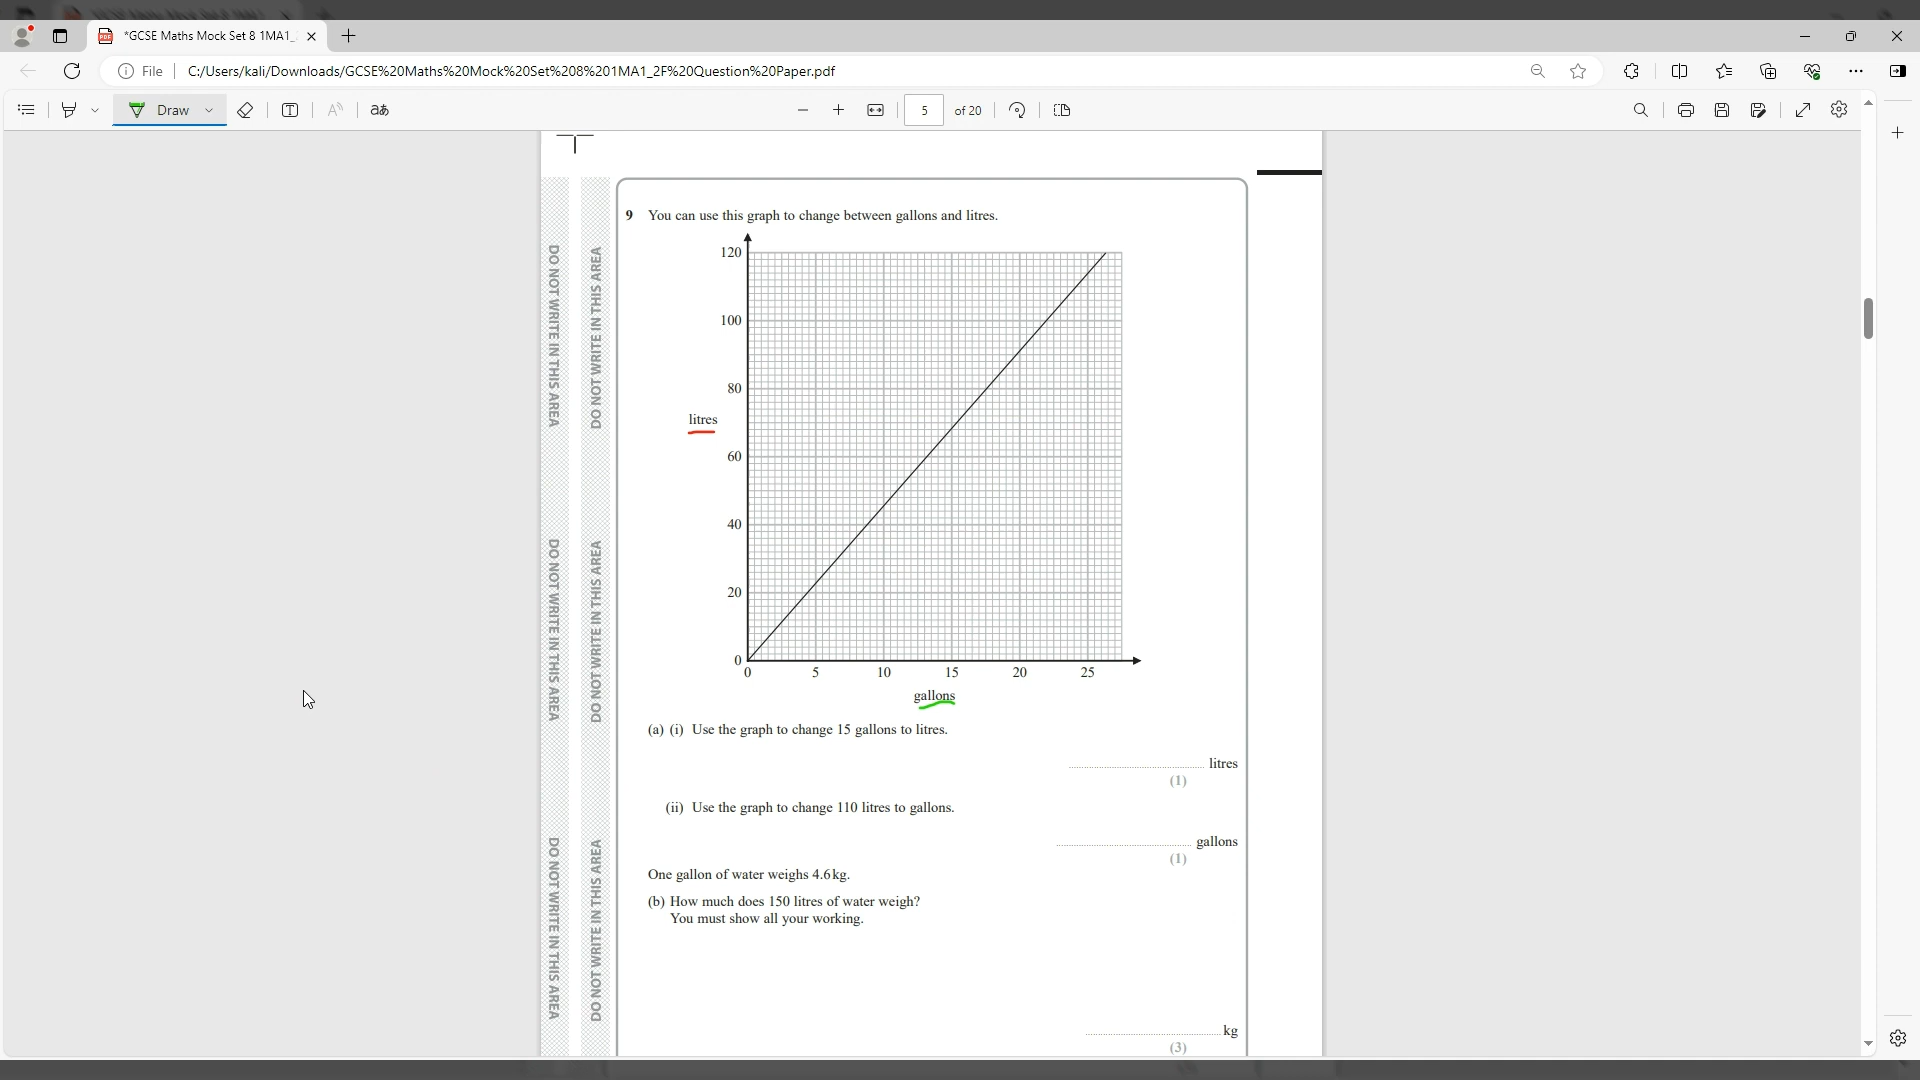 *GCSE Maths Mock Set 8 1MA1_
File
C:/Users/kali/Downloads/GCSE%20Maths%20Mock%20Set%208%201MA1_2F%20Question%20Paper.pdf
Draw
5 of 20
DO NOT WRITE IN THIS AREA
DO NOT WRITE IN THIS AREA
DO NOT WRITE IN THIS AREA
DO NOT WRITE IN THIS AREA
DO NOT WRITE IN THIS AREA
DO NOT WRITE IN THIS AREA
9 You can use this graph to change between gallons and litres.
120
100
80
litres
60
40
20
0
0 5 10 15 20 25
gallons
(a) (i) Use the graph to change 15 gallons to litres.
litres
(1)
(ii) Use the graph to change 110 litres to gallons.
gallons
(1)
One gallon of water weighs 4.6 kg.
(b) How much does 150 litres of water weigh?
You must show all your working.
kg
(3)